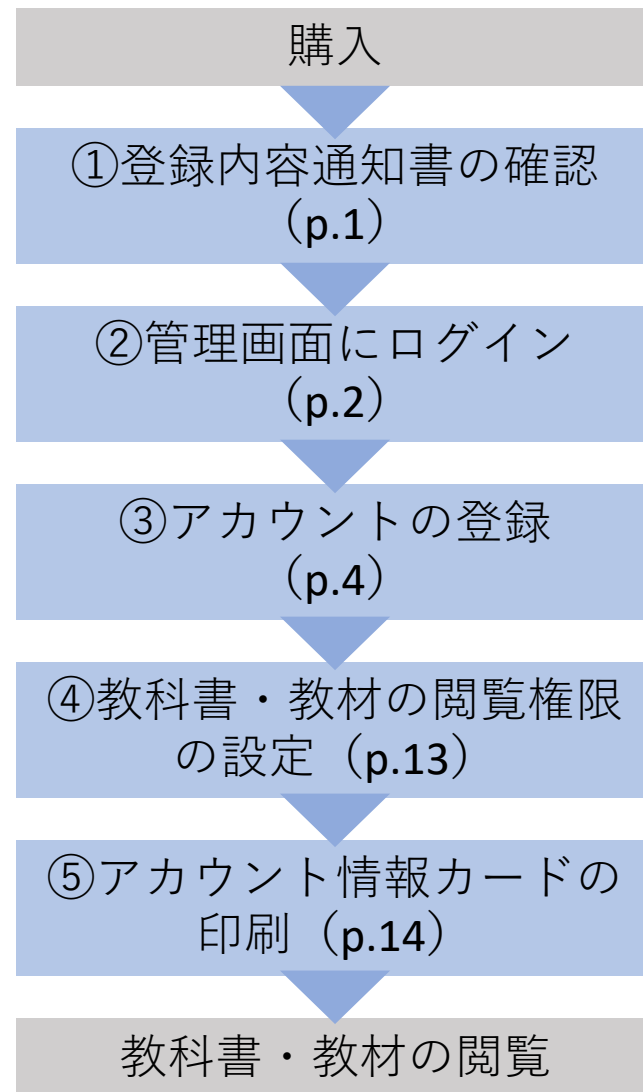 購入
①登録内容通知書の確認
（p.1）
②管理画面にログイン
（p.2）
③アカウントの登録
（p.4）
④教科書・教材の閲覧権限
の設定（p.13）
⑤アカウント情報カードの
印刷（p.14）
教科書・教材の閲覧